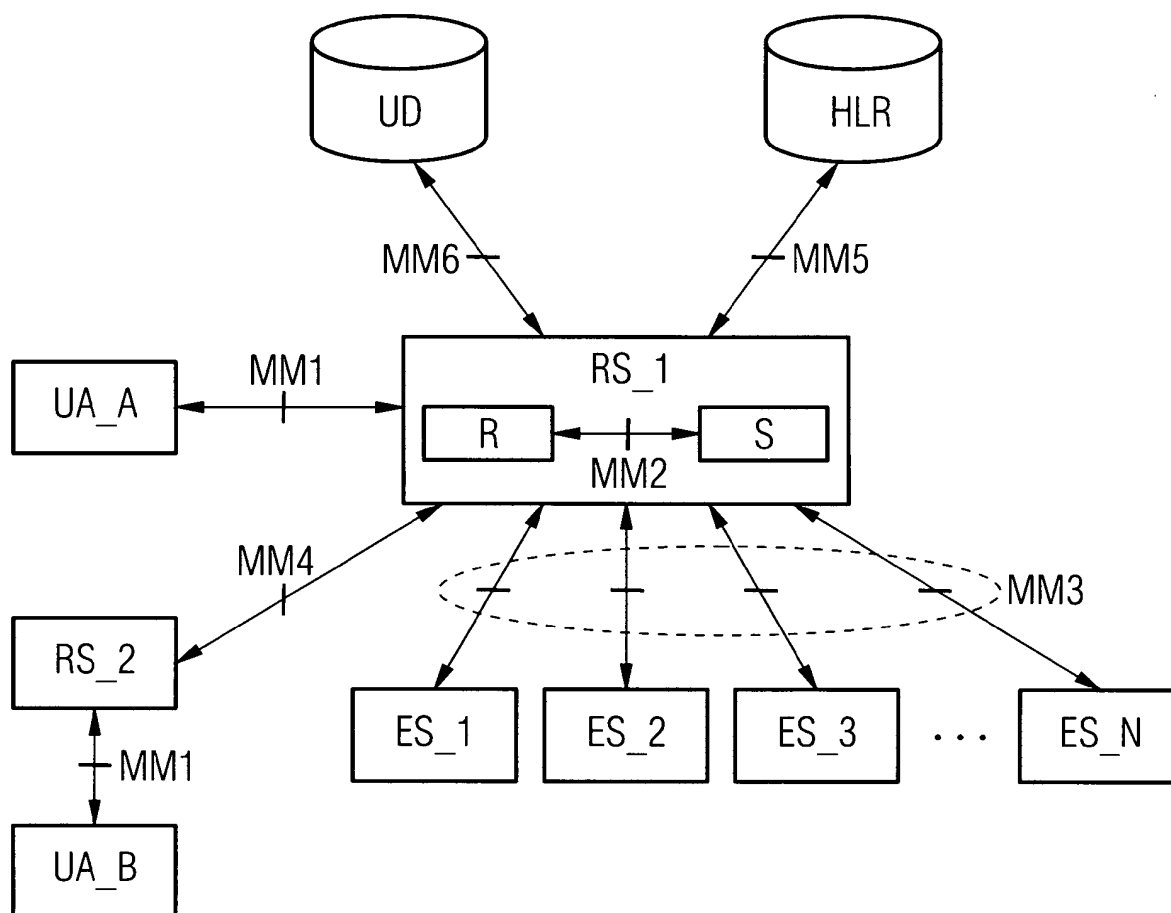 UD
HLR
MM6
MM5
RS_1
MM1
UA_A
R
S
MM2
MM4
MM3
RS_2
ES_1
ES_2
ES_3
...
ES_N
MM1
UA_B